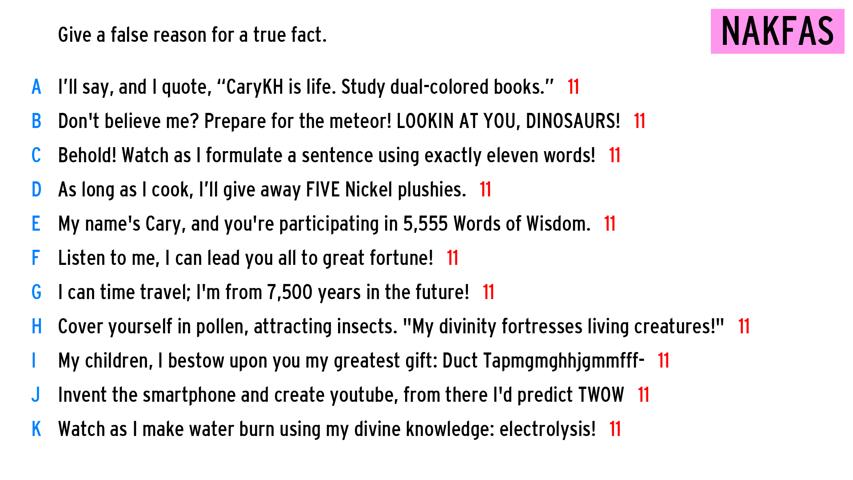 Give a false reason for a true fact.
NAKFAS
A I’ll say, and I quote, “CaryKH is life. Study dual-colored books.” 11
B Don't believe me? Prepare for the meteor! LOOKIN AT YOU, DINOSAURS! 11
C Behold! Watch as I formulate a sentence using exactly eleven words! 11
D As long as I cook, I’ll give away FIVE Nickel plushies. 11
E My name's Cary, and you're participating in 5,555 Words of Wisdom. 11
F Listen to me, I can lead you all to great fortune! 11
G I can time travel; I'm from 7,500 years in the future! 11
H Cover yourself in pollen, attracting insects. "My divinity fortresses living creatures!" 11
I My children, I bestow upon you my greatest gift: Duct Tapmgmghhjgmmfff- 11
J Invent the smartphone and create youtube, from there I'd predict TWOW 11
K Watch as I make water burn using my divine knowledge: electrolysis! 11